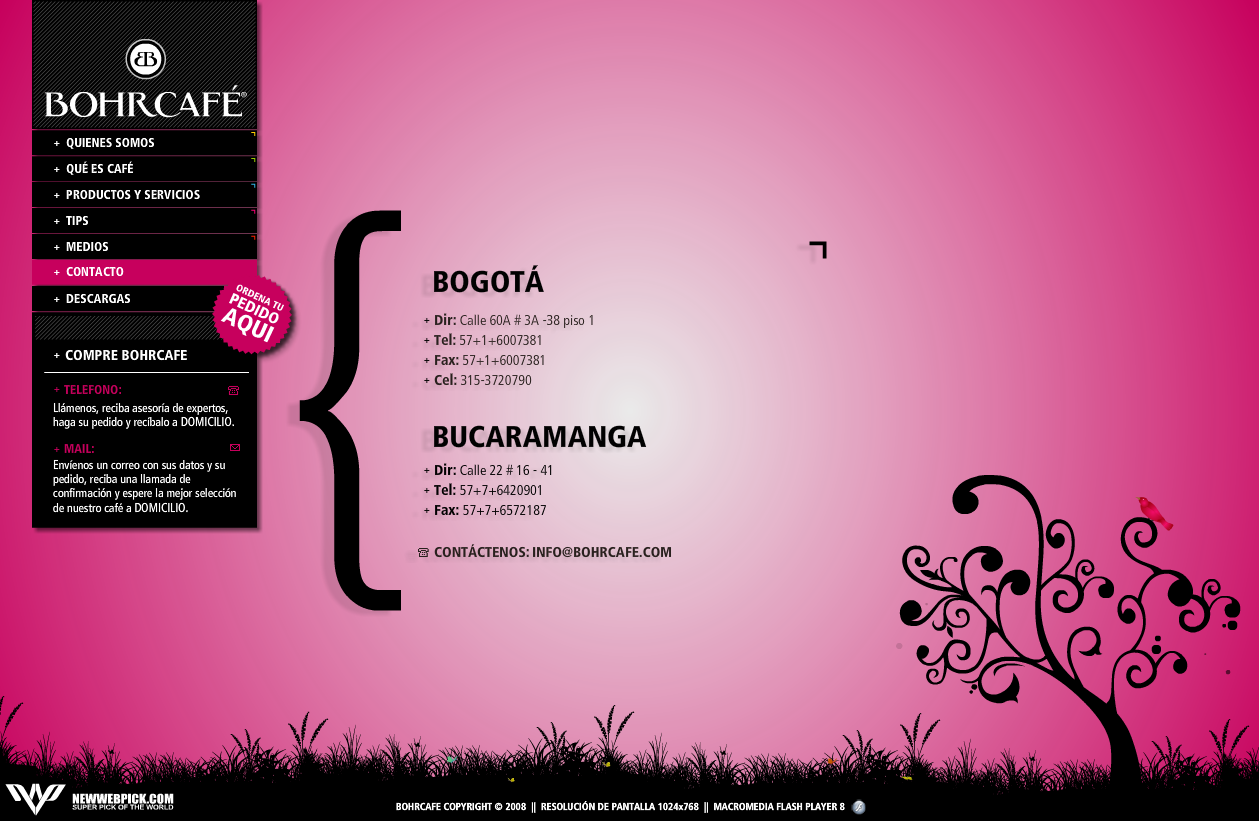 BB
BOHRCAFÉ®
+ QUIENES SOMOS
+ QUÉ ES CAFÉ
+ PRODUCTOS Y SERVICIOS
+ TIPS
+ MEDIOS
+ CONTACTO
+ DESCARGAS
ORDENA TU
PEDIDO
AQUI
+ COMPRE BOHRCAFE
+ TELEFONO:
Llámenos, reciba asesoría de expertos,
haga su pedido y recíbalo a DOMICILIO.
+ MAIL:
Envíenos un correo con sus datos y su
pedido, reciba una llamada de
confirmación y espere la mejor selección
de nuestro café a DOMICILIO.
BOGOTÁ
+ Dir: Calle 60A # 3A -38 piso 1
+ Tel: 57+1+6007381
+ Fax: 57+1+6007381
+ Cel: 315-3720790
BUCARAMANGA
+ Dir: Calle 22 # 16 - 41
+ Tel: 57+7+6420901
+ Fax: 57+7+6572187
CONTÁCTENOS: INFO@BOHRCAFE.COM
NEWWEBPICK.COM
SUPER PICK OF THE WORLD
BOHRCAFE COPYRIGHT © 2008 || RESOLUCIÓN DE PANTALLA 1024x768 || MACROMEDIA FLASH PLAYER 8